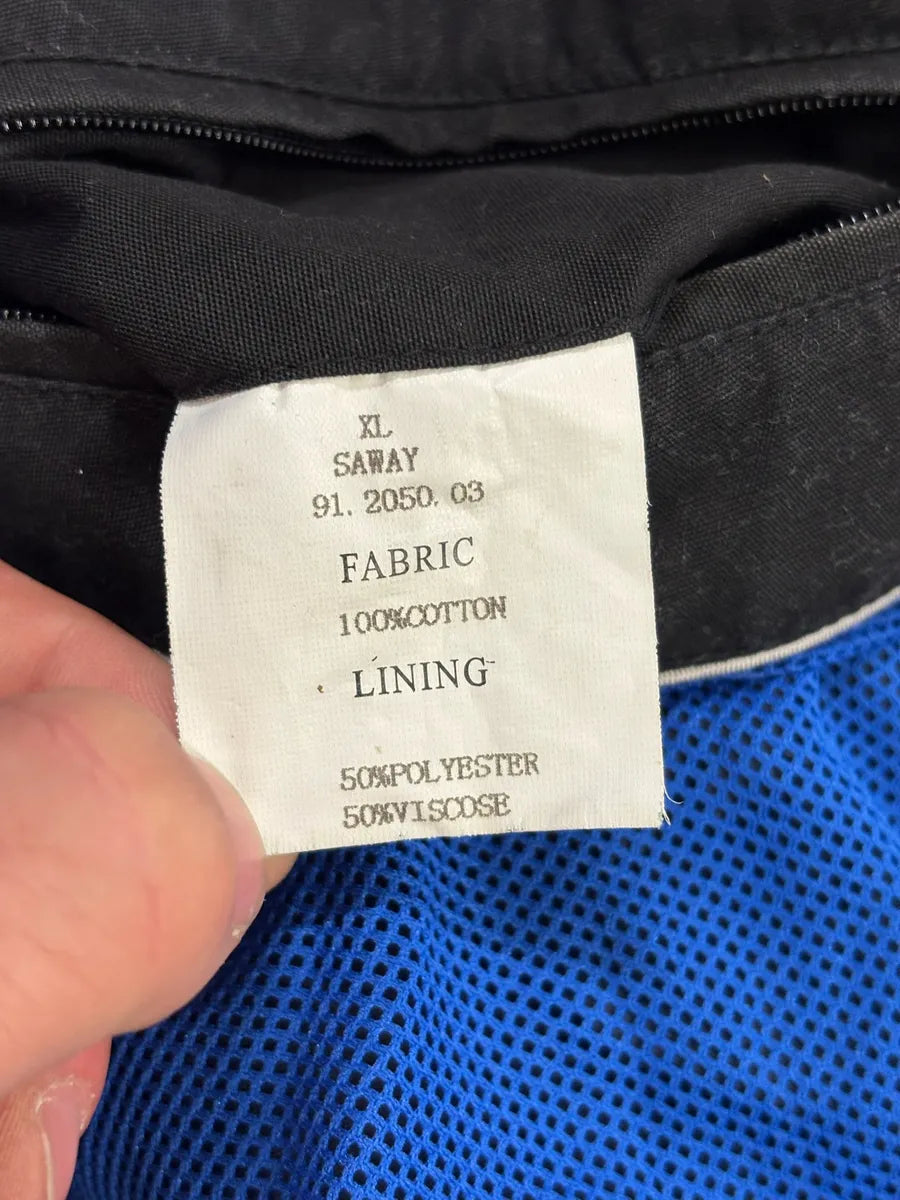 XL
SAWAY
91. 2050. 03
FABRIC
100%COTTON
LINING
50%POLYESTER
50%VISCOSE